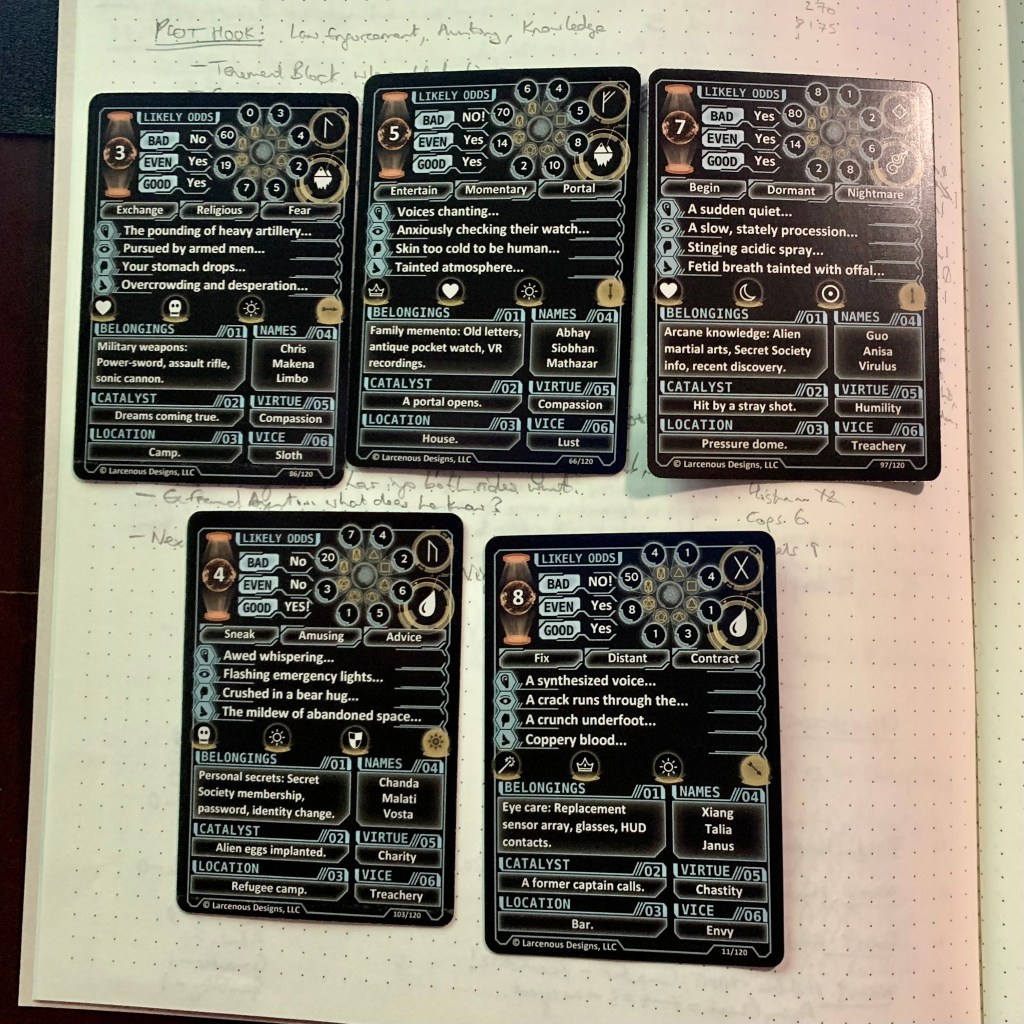 PLOT HOOK: Law Enforcement, Auxiliary, Knowledge
- Tenement Block
LIKELY ODDS
3
BAD No
EVEN Yes
GOOD Yes
0 3 60 4 19 2 7 5
Exchange Religious Fear
The pounding of heavy artillery...
Pursued by armed men...
Your stomach drops...
Overcrowding and desperation...
BELONGINGS //01
Military weapons:
Power-sword, assault rifle,
sonic cannon.
NAMES //04
Chris
Makena
Limbo
CATALYST //02
Dreams coming true.
VIRTUE //05
Compassion
LOCATION //03
Camp.
VICE //06
Sloth
© Larcenous Designs, LLC 86/120
LIKELY ODDS
5
BAD NO!
EVEN Yes
GOOD Yes
6 4 70 5 14 8 2 10
Entertain Momentary Portal
Voices chanting...
Anxiously checking their watch...
Skin too cold to be human...
Tainted atmosphere...
BELONGINGS //01
Family memento: Old letters,
antique pocket watch, VR
recordings.
NAMES //04
Abhay
Siobhan
Mathazar
CATALYST //02
A portal opens.
VIRTUE //05
Compassion
LOCATION //03
House.
VICE //06
Lust
© Larcenous Designs, LLC 66/120
LIKELY ODDS
7
BAD Yes
EVEN Yes
GOOD Yes
8 1 80 2 14 6 2 8
Begin Dormant Nightmare
A sudden quiet...
A slow, stately procession...
Stinging acidic spray...
Fetid breath tainted with offal...
BELONGINGS //01
Arcane knowledge: Alien
martial arts, Secret Society
info, recent discovery.
NAMES //04
Guo
Anisa
Virulus
CATALYST //02
Hit by a stray shot.
VIRTUE //05
Humility
LOCATION //03
Pressure dome.
VICE //06
Treachery
© Larcenous Designs, LLC 97/120
both sides want.
- External Agent: what does he know?
Cops. 6
LIKELY ODDS
4
BAD No
EVEN No
GOOD YES!
7 4 20 2 3 6 1 5
Sneak Amusing Advice
Awed whispering...
Flashing emergency lights...
Crushed in a bear hug...
The mildew of abandoned space...
BELONGINGS //01
Personal secrets: Secret
Society membership,
password, identity change.
NAMES //04
Chanda
Malati
Vosta
CATALYST //02
Alien eggs implanted.
VIRTUE //05
Charity
LOCATION //03
Refugee camp.
VICE //06
Treachery
© Larcenous Designs, LLC 103/120
LIKELY ODDS
8
BAD NO!
EVEN Yes
GOOD Yes
4 1 50 4 8 1 1 3
Fix Distant Contract
A synthesized voice...
A crack runs through the...
A crunch underfoot...
Coppery blood...
BELONGINGS //01
Eye care: Replacement
sensor array, glasses, HUD
contacts.
NAMES //04
Xiang
Talia
Janus
CATALYST //02
A former captain calls.
VIRTUE //05
Chastity
LOCATION //03
Bar.
VICE //06
Envy
© Larcenous Designs, LLC 11/120